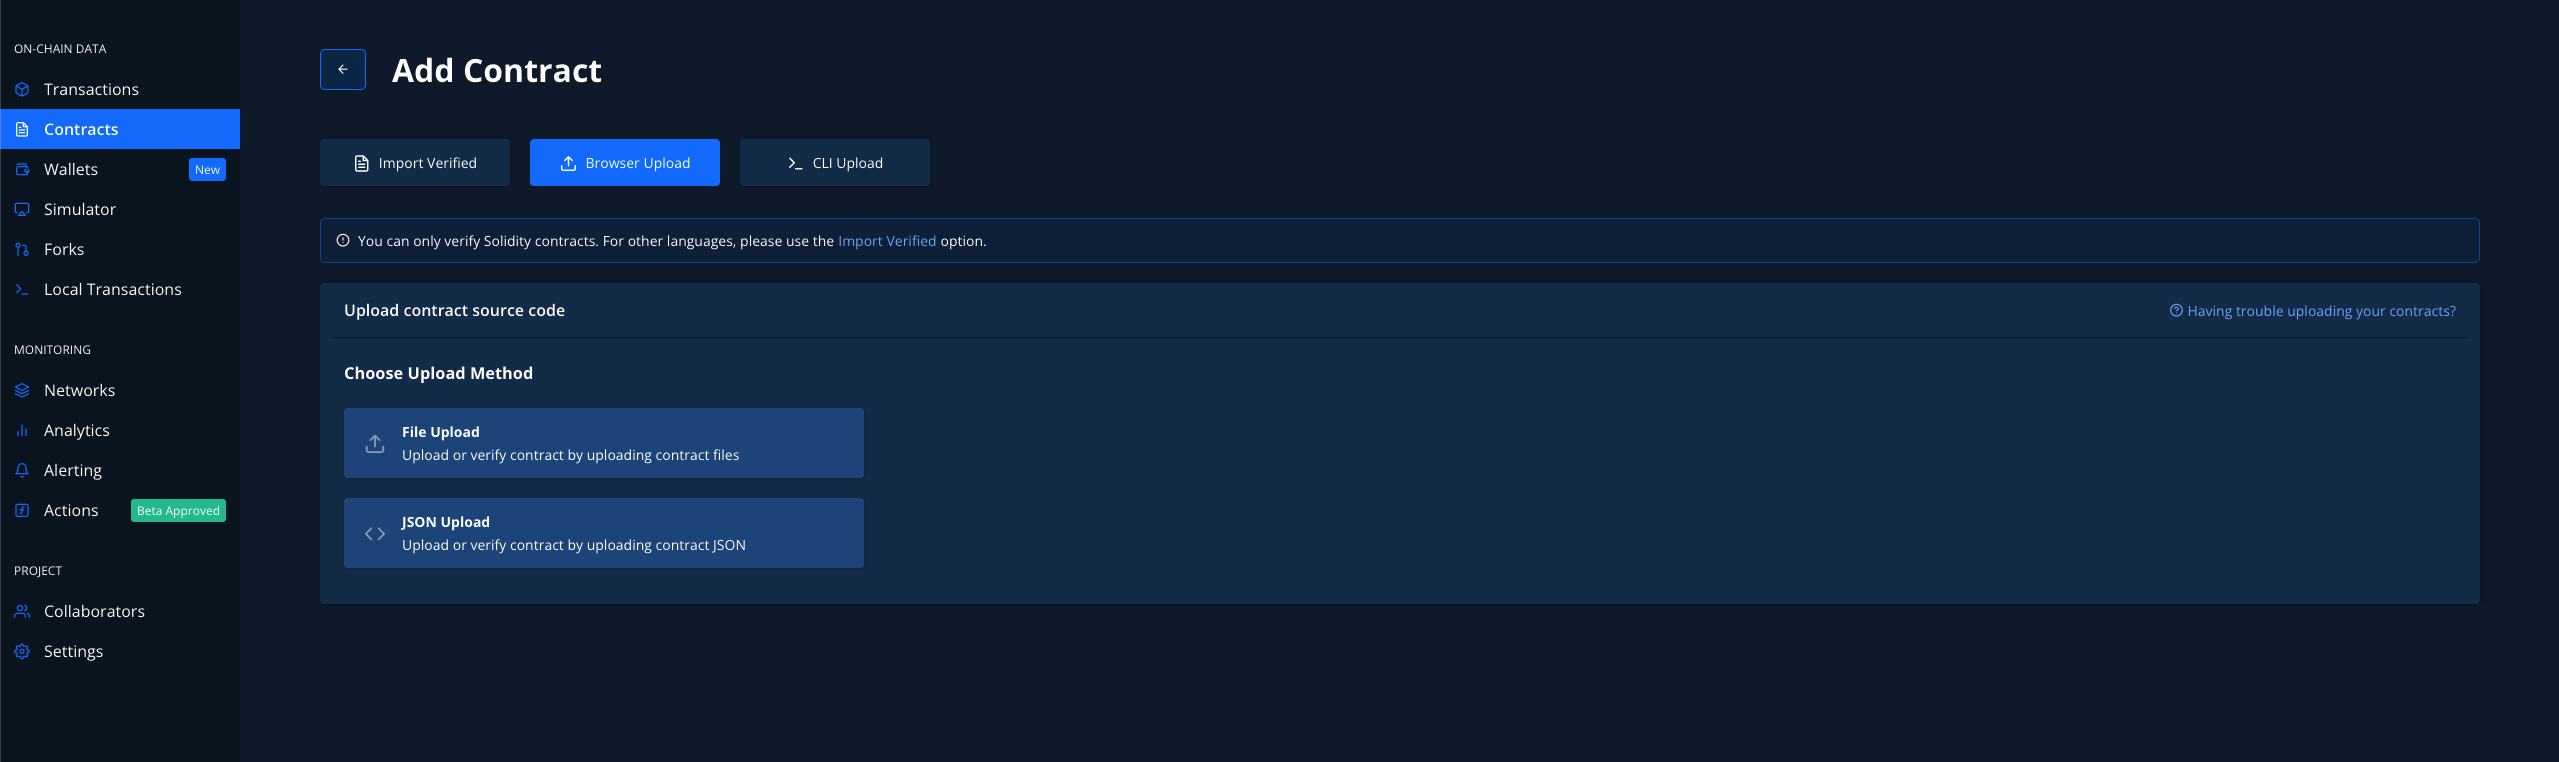 ON-CHAIN DATA
Transactions
Contracts
Wallets New
Simulator
Forks
Local Transactions
MONITORING
Networks
Analytics
Alerting
Actions Beta Approved
PROJECT
Collaborators
Settings
Add Contract
Import Verified Browser Upload CLI Upload
You can only verify Solidity contracts. For other languages, please use the Import Verified option.
Upload contract source code Having trouble uploading your contracts?
Choose Upload Method
File Upload
Upload or verify contract by uploading contract files
JSON Upload
Upload or verify contract by uploading contract JSON